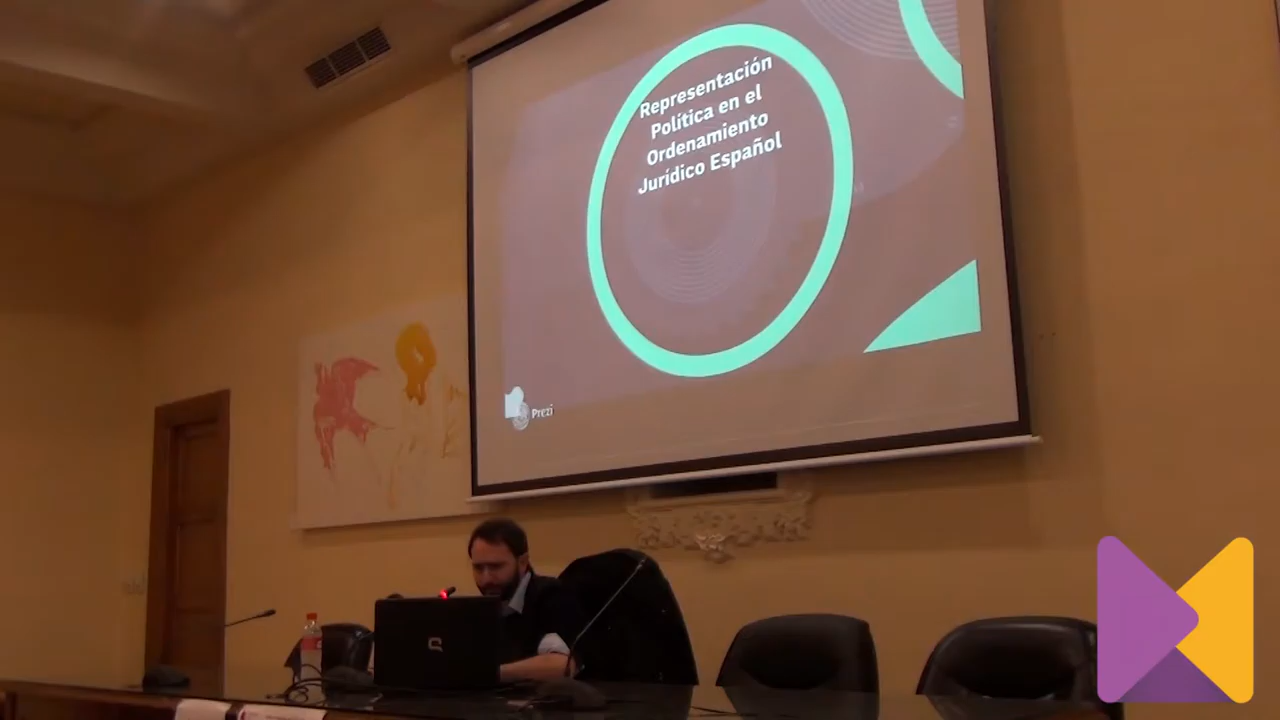 Representación
Política en el
Ordenamiento
Jurídico Español
Prezi